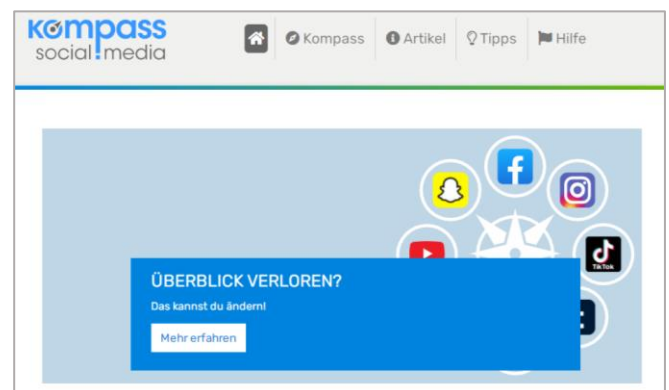 kompass
social!media
Kompass
Artikel
Tipps
Hilfe
TikTok
ÜBERBLICK VERLOREN?
Das kannst du ändern!
Mehr erfahren